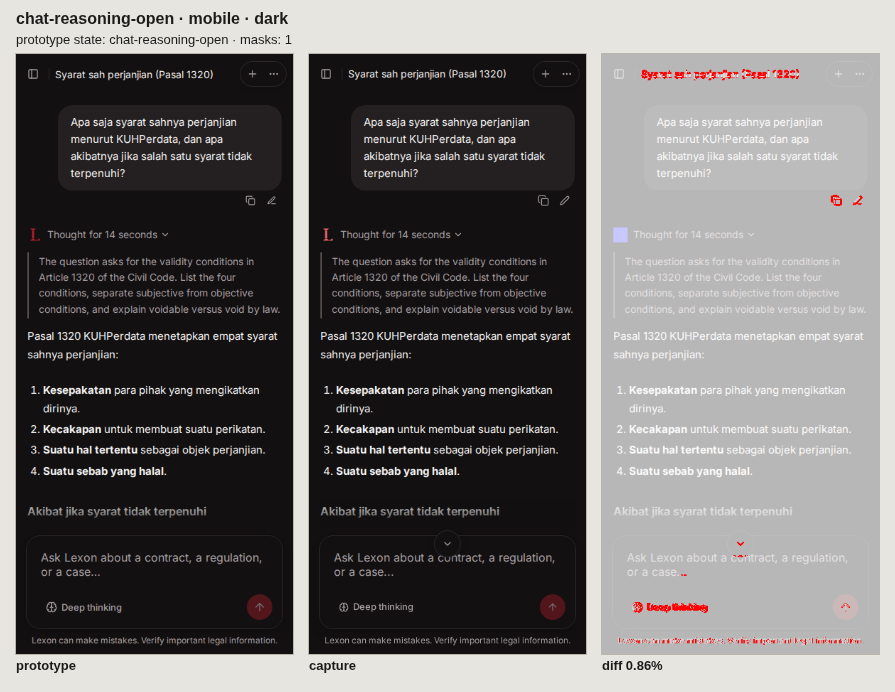 chat-reasoning-open · mobile · dark
prototype state: chat-reasoning-open · masks: 1
Syarat sah perjanjian (Pasal 1320)
Apa saja syarat sahnya perjanjian
menurut KUHPerdata, dan apa
akibatnya jika salah satu syarat tidak
terpenuhi?
L Thought for 14 seconds
The question asks for the validity conditions in
Article 1320 of the Civil Code. List the four
conditions, separate subjective from objective
conditions, and explain voidable versus void by law.
Pasal 1320 KUHPerdata menetapkan empat syarat
sahnya perjanjian:
1. Kesepakatan para pihak yang mengikatkan
dirinya.
2. Kecakapan untuk membuat suatu perikatan.
3. Suatu hal tertentu sebagai objek perjanjian.
4. Suatu sebab yang halal.
Akibat jika syarat tidak terpenuhi
Ask Lexon about a contract, a regulation,
or a case...
Deep thinking
Lexon can make mistakes. Verify important legal information.
prototype
Syarat sah perjanjian (Pasal 1320)
Apa saja syarat sahnya perjanjian
menurut KUHPerdata, dan apa
akibatnya jika salah satu syarat tidak
terpenuhi?
L Thought for 14 seconds
The question asks for the validity conditions in
Article 1320 of the Civil Code. List the four
conditions, separate subjective from objective
conditions, and explain voidable versus void by law.
Pasal 1320 KUHPerdata menetapkan empat syarat
sahnya perjanjian:
1. Kesepakatan para pihak yang mengikatkan
dirinya.
2. Kecakapan untuk membuat suatu perikatan.
3. Suatu hal tertentu sebagai objek perjanjian.
4. Suatu sebab yang halal.
Akibat jika syarat tidak terpenuhi
Ask Lexon about a contract, a regulation,
or a case...
Deep thinking
Lexon can make mistakes. Verify important legal information.
capture
Syarat sah perjanjian (Pasal 1320)
Apa saja syarat sahnya perjanjian
menurut KUHPerdata, dan apa
akibatnya jika salah satu syarat tidak
terpenuhi?
Thought for 14 seconds
The question asks for the validity conditions in
Article 1320 of the Civil Code. List the four
conditions, separate subjective from objective
conditions, and explain voidable versus void by law.
Pasal 1320 KUHPerdata menetapkan empat syarat
sahnya perjanjian:
1. Kesepakatan para pihak yang mengikatkan
dirinya.
2. Kecakapan untuk membuat suatu perikatan.
3. Suatu hal tertentu sebagai objek perjanjian.
4. Suatu sebab yang halal.
Akibat jika syarat tidak terpenuhi
Ask Lexon about a contract, a regulation,
or a case...
Deep thinking
diff 0.86%